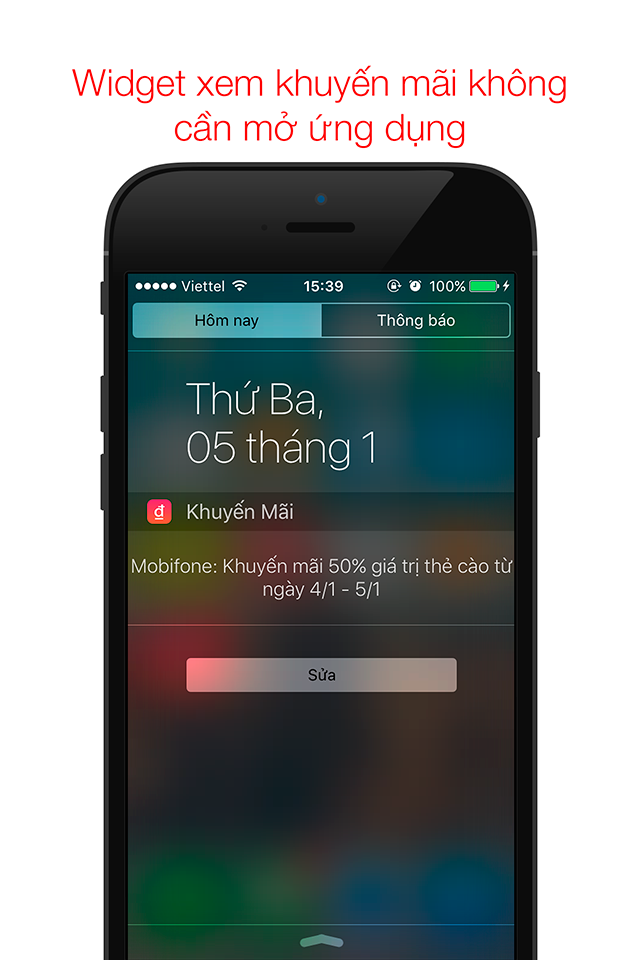 Widget xem khuyến mãi không
cần mở ứng dụng
Viettel 15:39 100%
Hôm nay Thông báo
Thứ Ba,
05 tháng 1
đ Khuyến Mãi
Mobifone: Khuyến mãi 50% giá trị thẻ cào từ
ngày 4/1 - 5/1
Sửa